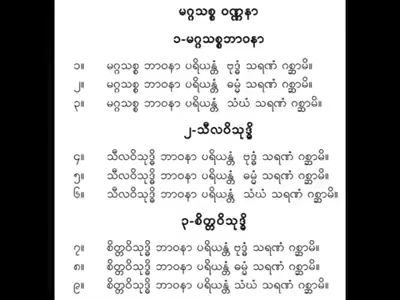 မဂ္ဂသစ္စ ဝဏ္ဏနာ
၁-မဂ္ဂသစ္စဘာဝနာ
၁။ မဂ္ဂသစ္စ ဘာဝနာ ပရိယန္တံ ဗုဒ္ဓံ သရဏံ ဂစ္ဆာမိ။
၂။ မဂ္ဂသစ္စ ဘာဝနာ ပရိယန္တံ ဓမ္မံ သရဏံ ဂစ္ဆာမိ။
၃။ မဂ္ဂသစ္စ ဘာဝနာ ပရိယန္တံ သံဃံ သရဏံ ဂစ္ဆာမိ။
၂-သီလဝိသုဒ္ဓိ
၄။ သီလဝိသုဒ္ဓိ ဘာဝနာ ပရိယန္တံ ဗုဒ္ဓံ သရဏံ ဂစ္ဆာမိ။
၅။ သီလဝိသုဒ္ဓိ ဘာဝနာ ပရိယန္တံ ဓမ္မံ သရဏံ ဂစ္ဆာမိ။
၆။ သီလဝိသုဒ္ဓိ ဘာဝနာ ပရိယန္တံ သံဃံ သရဏံ ဂစ္ဆာမိ။
၃-စိတ္တဝိသုဒ္ဓိ
၇။ စိတ္တဝိသုဒ္ဓိ ဘာဝနာ ပရိယန္တံ ဗုဒ္ဓံ သရဏံ ဂစ္ဆာမိ။
၈။ စိတ္တဝိသုဒ္ဓိ ဘာဝနာ ပရိယန္တံ ဓမ္မံ သရဏံ ဂစ္ဆာမိ။
၉။ စိတ္တဝိသုဒ္ဓိ ဘာဝနာ ပရိယန္တံ သံဃံ သရဏံ ဂစ္ဆာမိ။